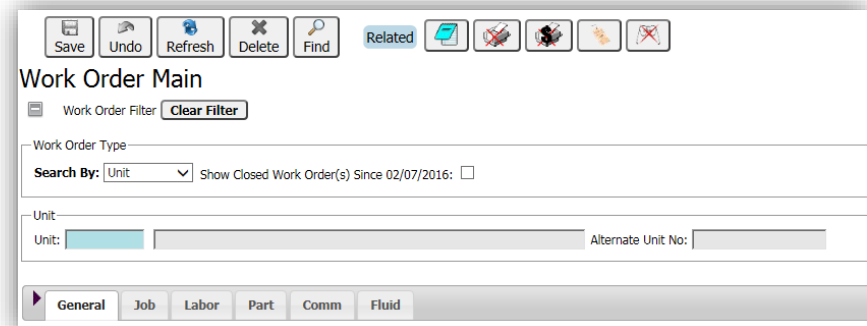 Save Undo Refresh Delete Find Related
Work Order Main
Work Order Filter Clear Filter
Work Order Type
Search By: Unit Show Closed Work Order(s) Since 02/07/2016:
Unit
Unit: Alternate Unit No:
General Job Labor Part Comm Fluid